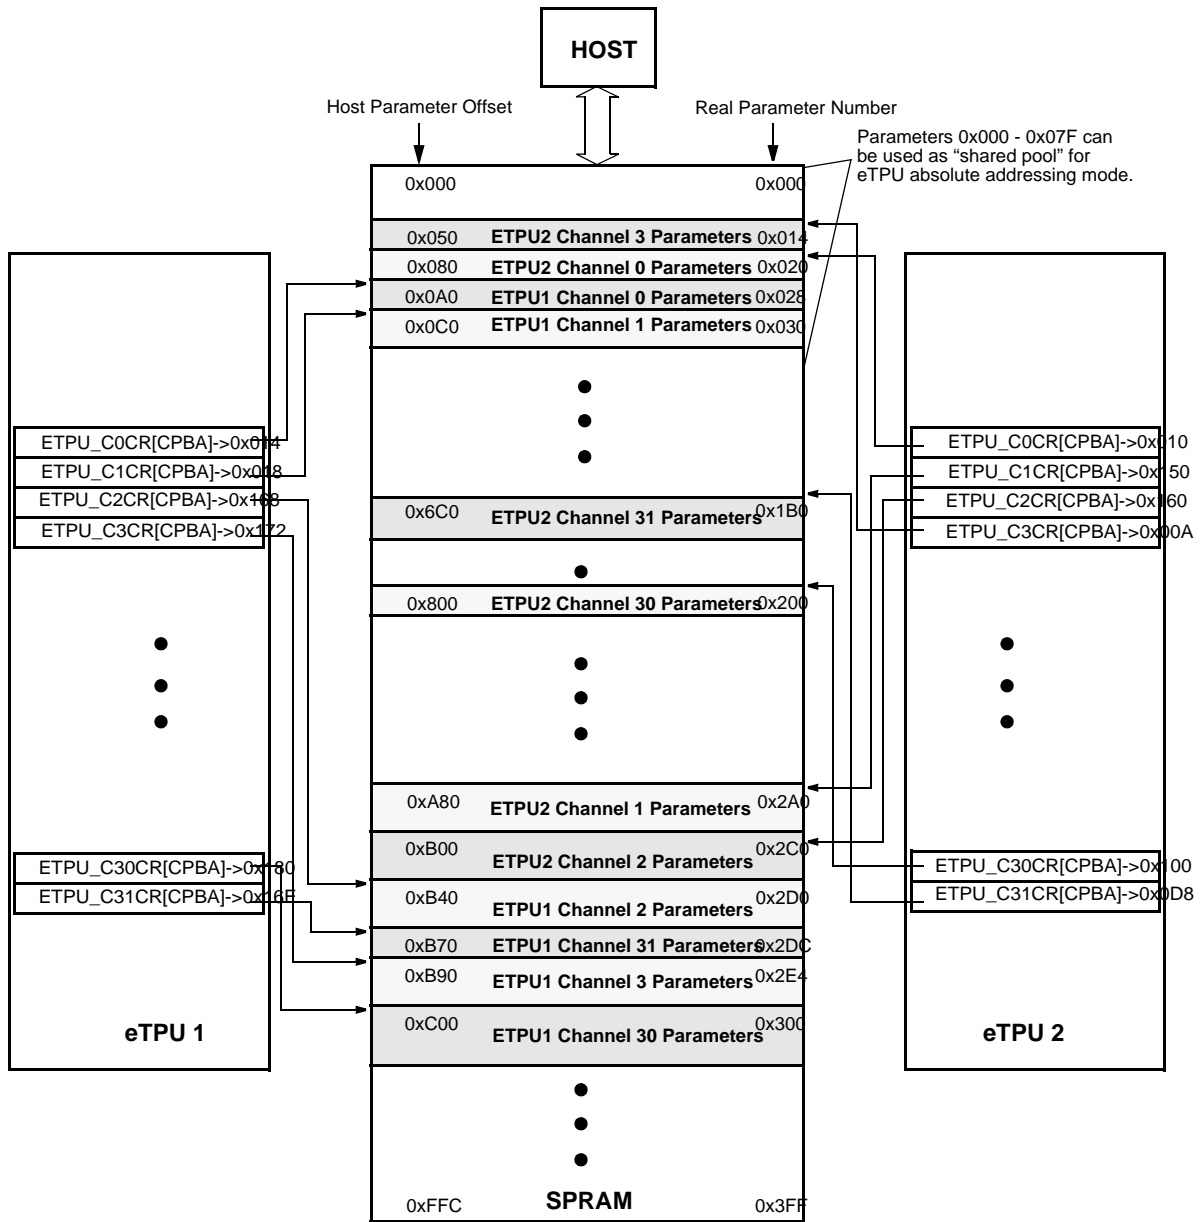 HOST
Host Parameter Offset
Real Parameter Number
Parameters 0x000 - 0x07F can
be used as “shared pool” for
eTPU absolute addressing mode.
0x000 0x000
0x050 ETPU2 Channel 3 Parameters 0x014
0x080 ETPU2 Channel 0 Parameters 0x020
0x0A0 ETPU1 Channel 0 Parameters 0x028
0x0C0 ETPU1 Channel 1 Parameters 0x030
0x6C0 ETPU2 Channel 31 Parameters 0x1B0
0x800 ETPU2 Channel 30 Parameters 0x200
0xA80 ETPU2 Channel 1 Parameters 0x2A0
0xB00 ETPU2 Channel 2 Parameters 0x2C0
0xB40 ETPU1 Channel 2 Parameters 0x2D0
0xB70 ETPU1 Channel 31 Parameters 0x2DC
0xB90 ETPU1 Channel 3 Parameters 0x2E4
0xC00 ETPU1 Channel 30 Parameters 0x300
0xFFC SPRAM 0x3FF
ETPU_C0CR[CPBA]->0x014
ETPU_C1CR[CPBA]->0x018
ETPU_C2CR[CPBA]->0x168
ETPU_C3CR[CPBA]->0x172
ETPU_C30CR[CPBA]->0x180
ETPU_C31CR[CPBA]->0x16E
eTPU 1
ETPU_C0CR[CPBA]->0x010
ETPU_C1CR[CPBA]->0x150
ETPU_C2CR[CPBA]->0x160
ETPU_C3CR[CPBA]->0x00A
ETPU_C30CR[CPBA]->0x100
ETPU_C31CR[CPBA]->0x0D8
eTPU 2